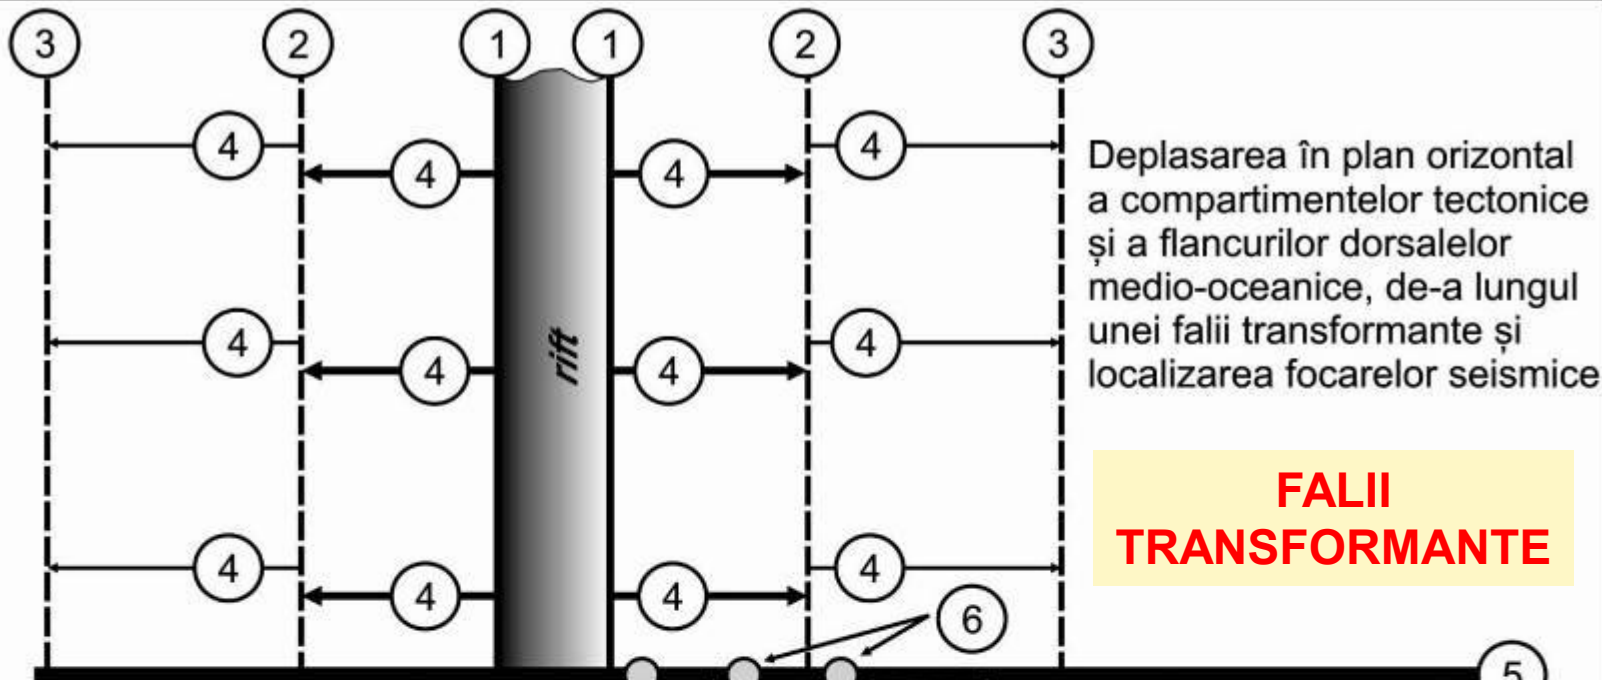 3 2 1 1 2 3
4 4
4 4
Deplasarea în plan orizontal
a compartimentelor tectonice
și a flancurilor dorsalelor
medio-oceanice, de-a lungul
unei falii transformante și
localizarea focarelor seismice
4 4
4 4
rift
FALII
TRANSFORMANTE
4 4
4 4
6
5